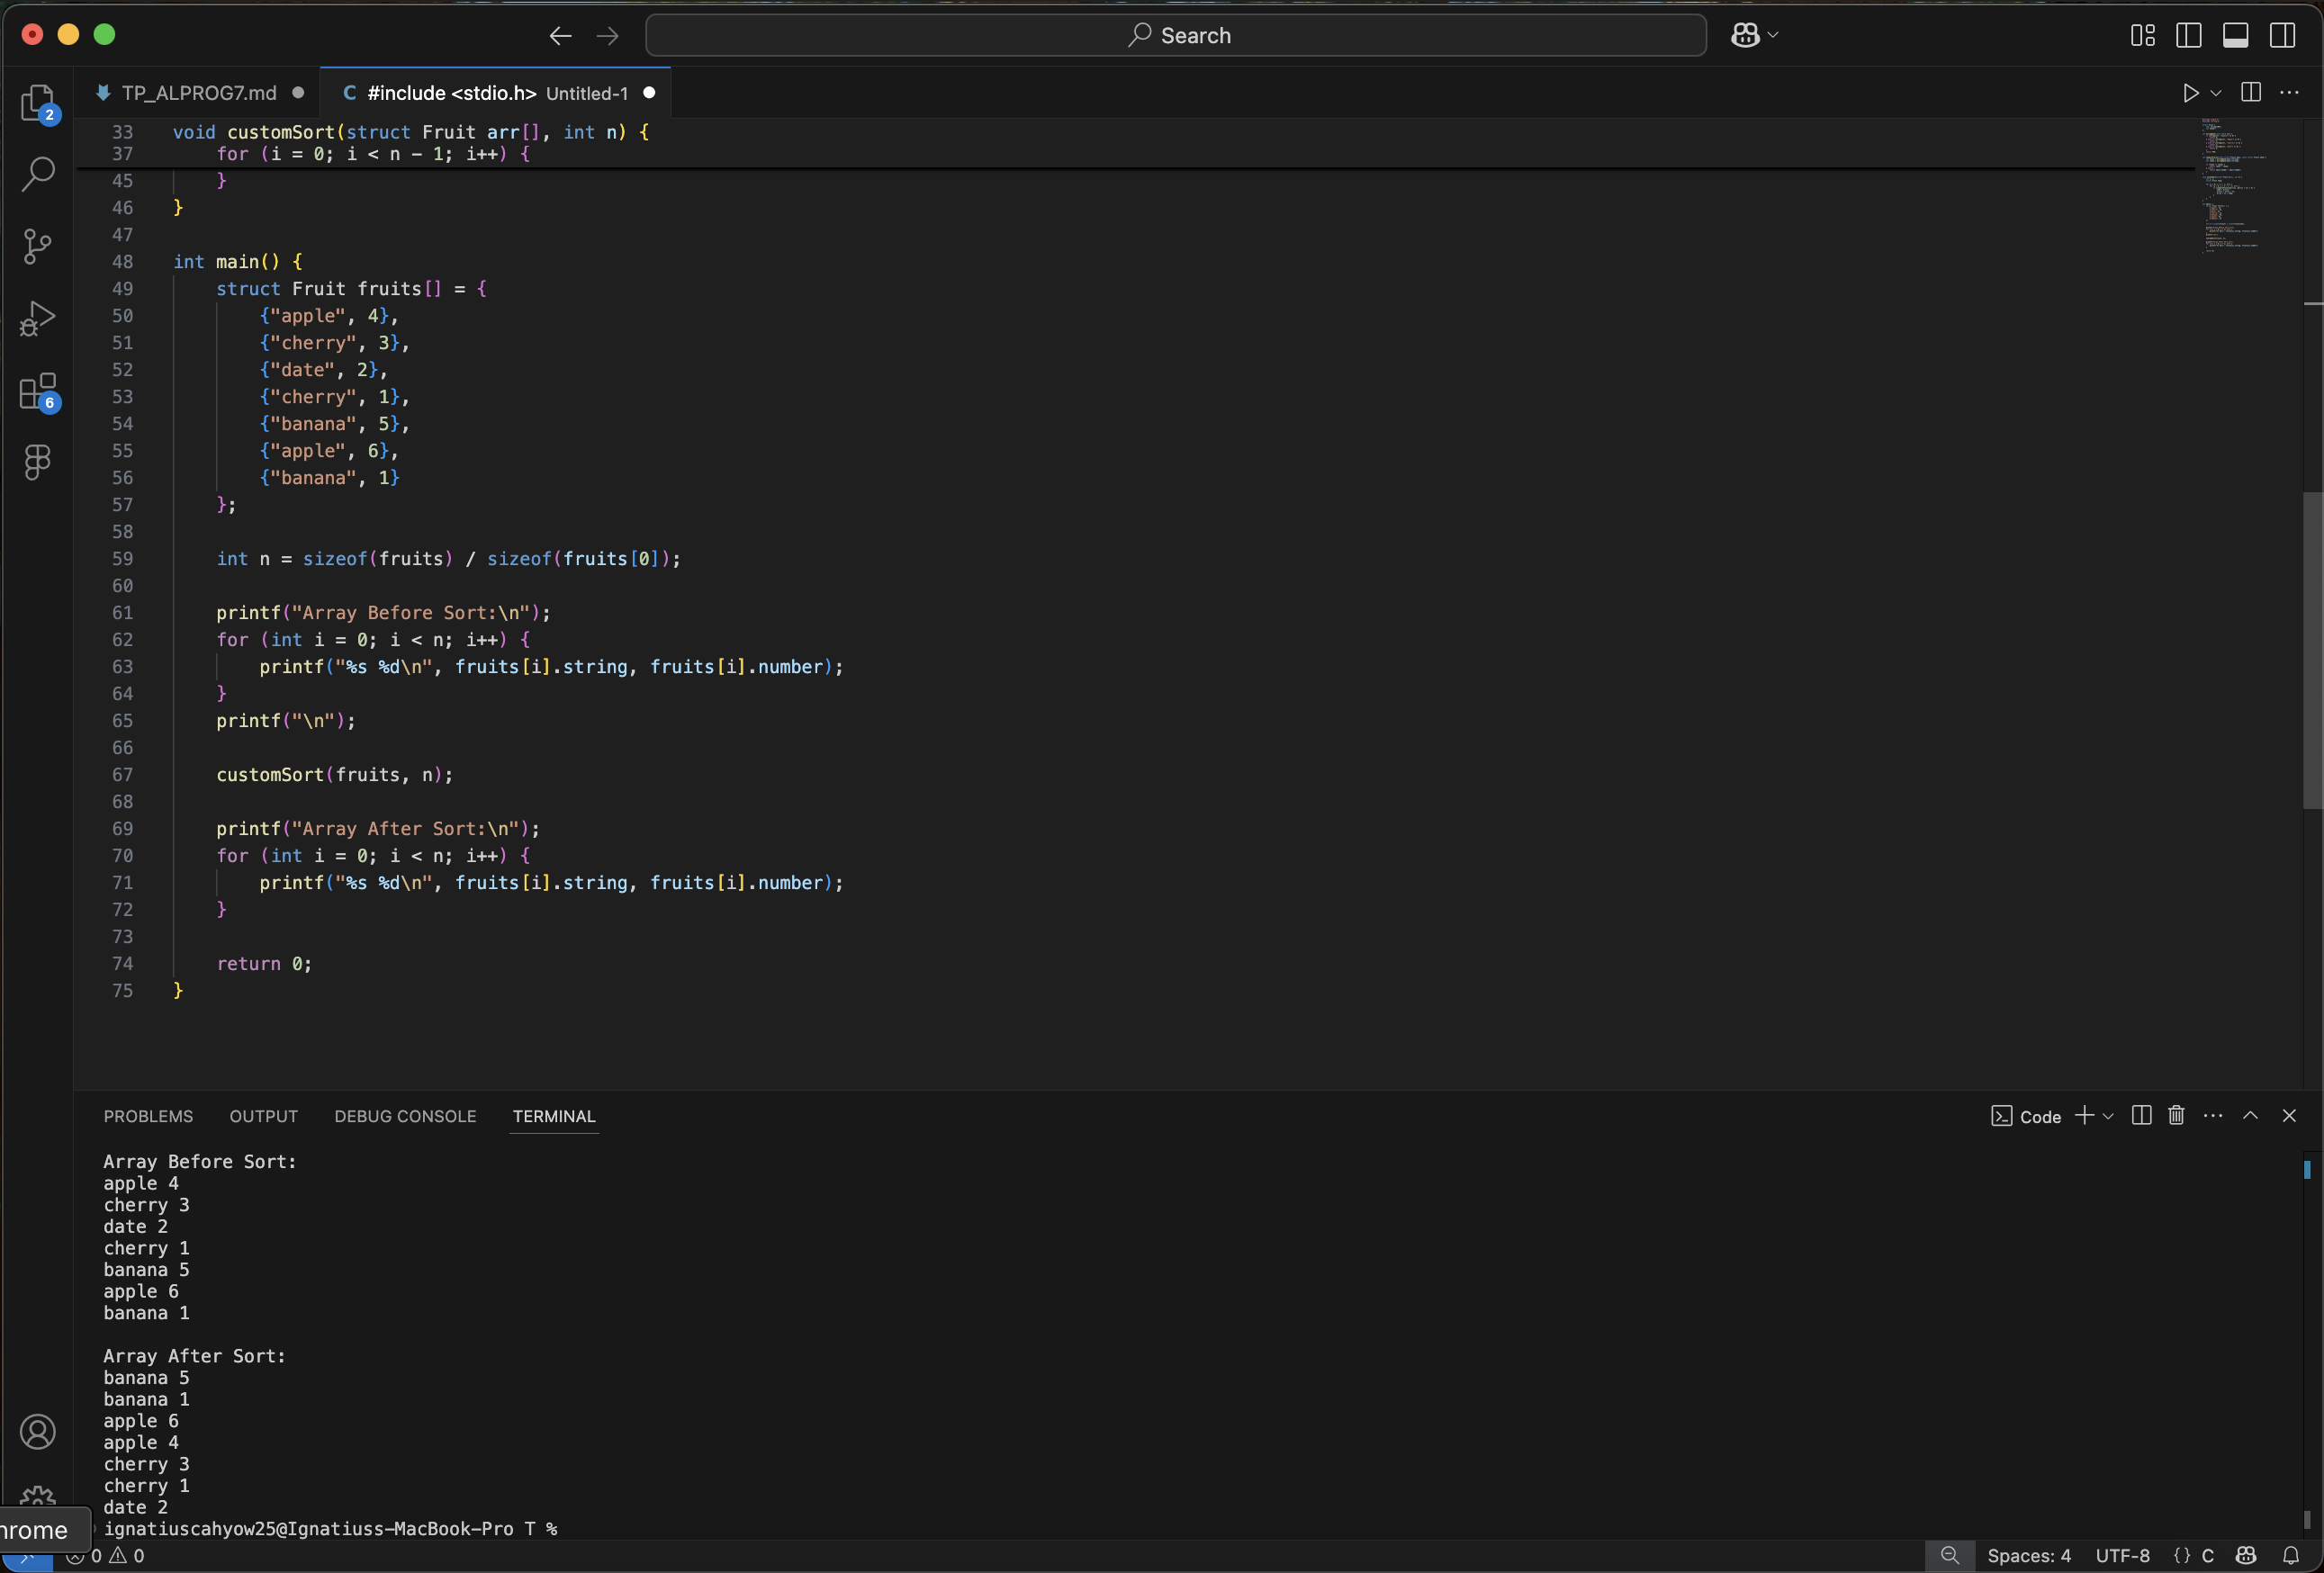 Search
TP_ALPROG7.md
#include <stdio.h> Untitled-1
2
6
33 void customSort(struct Fruit arr[], int n) {
37     for (i = 0; i < n - 1; i++) {
45     }
46 }
47
48 int main() {
49     struct Fruit fruits[] = {
50         {"apple", 4},
51         {"cherry", 3},
52         {"date", 2},
53         {"cherry", 1},
54         {"banana", 5},
55         {"apple", 6},
56         {"banana", 1}
57     };
58
59     int n = sizeof(fruits) / sizeof(fruits[0]);
60
61     printf("Array Before Sort:\n");
62     for (int i = 0; i < n; i++) {
63         printf("%s %d\n", fruits[i].string, fruits[i].number);
64     }
65     printf("\n");
66
67     customSort(fruits, n);
68
69     printf("Array After Sort:\n");
70     for (int i = 0; i < n; i++) {
71         printf("%s %d\n", fruits[i].string, fruits[i].number);
72     }
73
74     return 0;
75 }
PROBLEMS OUTPUT DEBUG CONSOLE TERMINAL
Code
Array Before Sort:
apple 4
cherry 3
date 2
cherry 1
banana 5
apple 6
banana 1
Array After Sort:
banana 5
banana 1
apple 6
apple 4
cherry 3
cherry 1
date 2
ignatiuscahyow25@Ignatiuss-MacBook-Pro T %
hrome
0 0
Spaces: 4 UTF-8 {} C